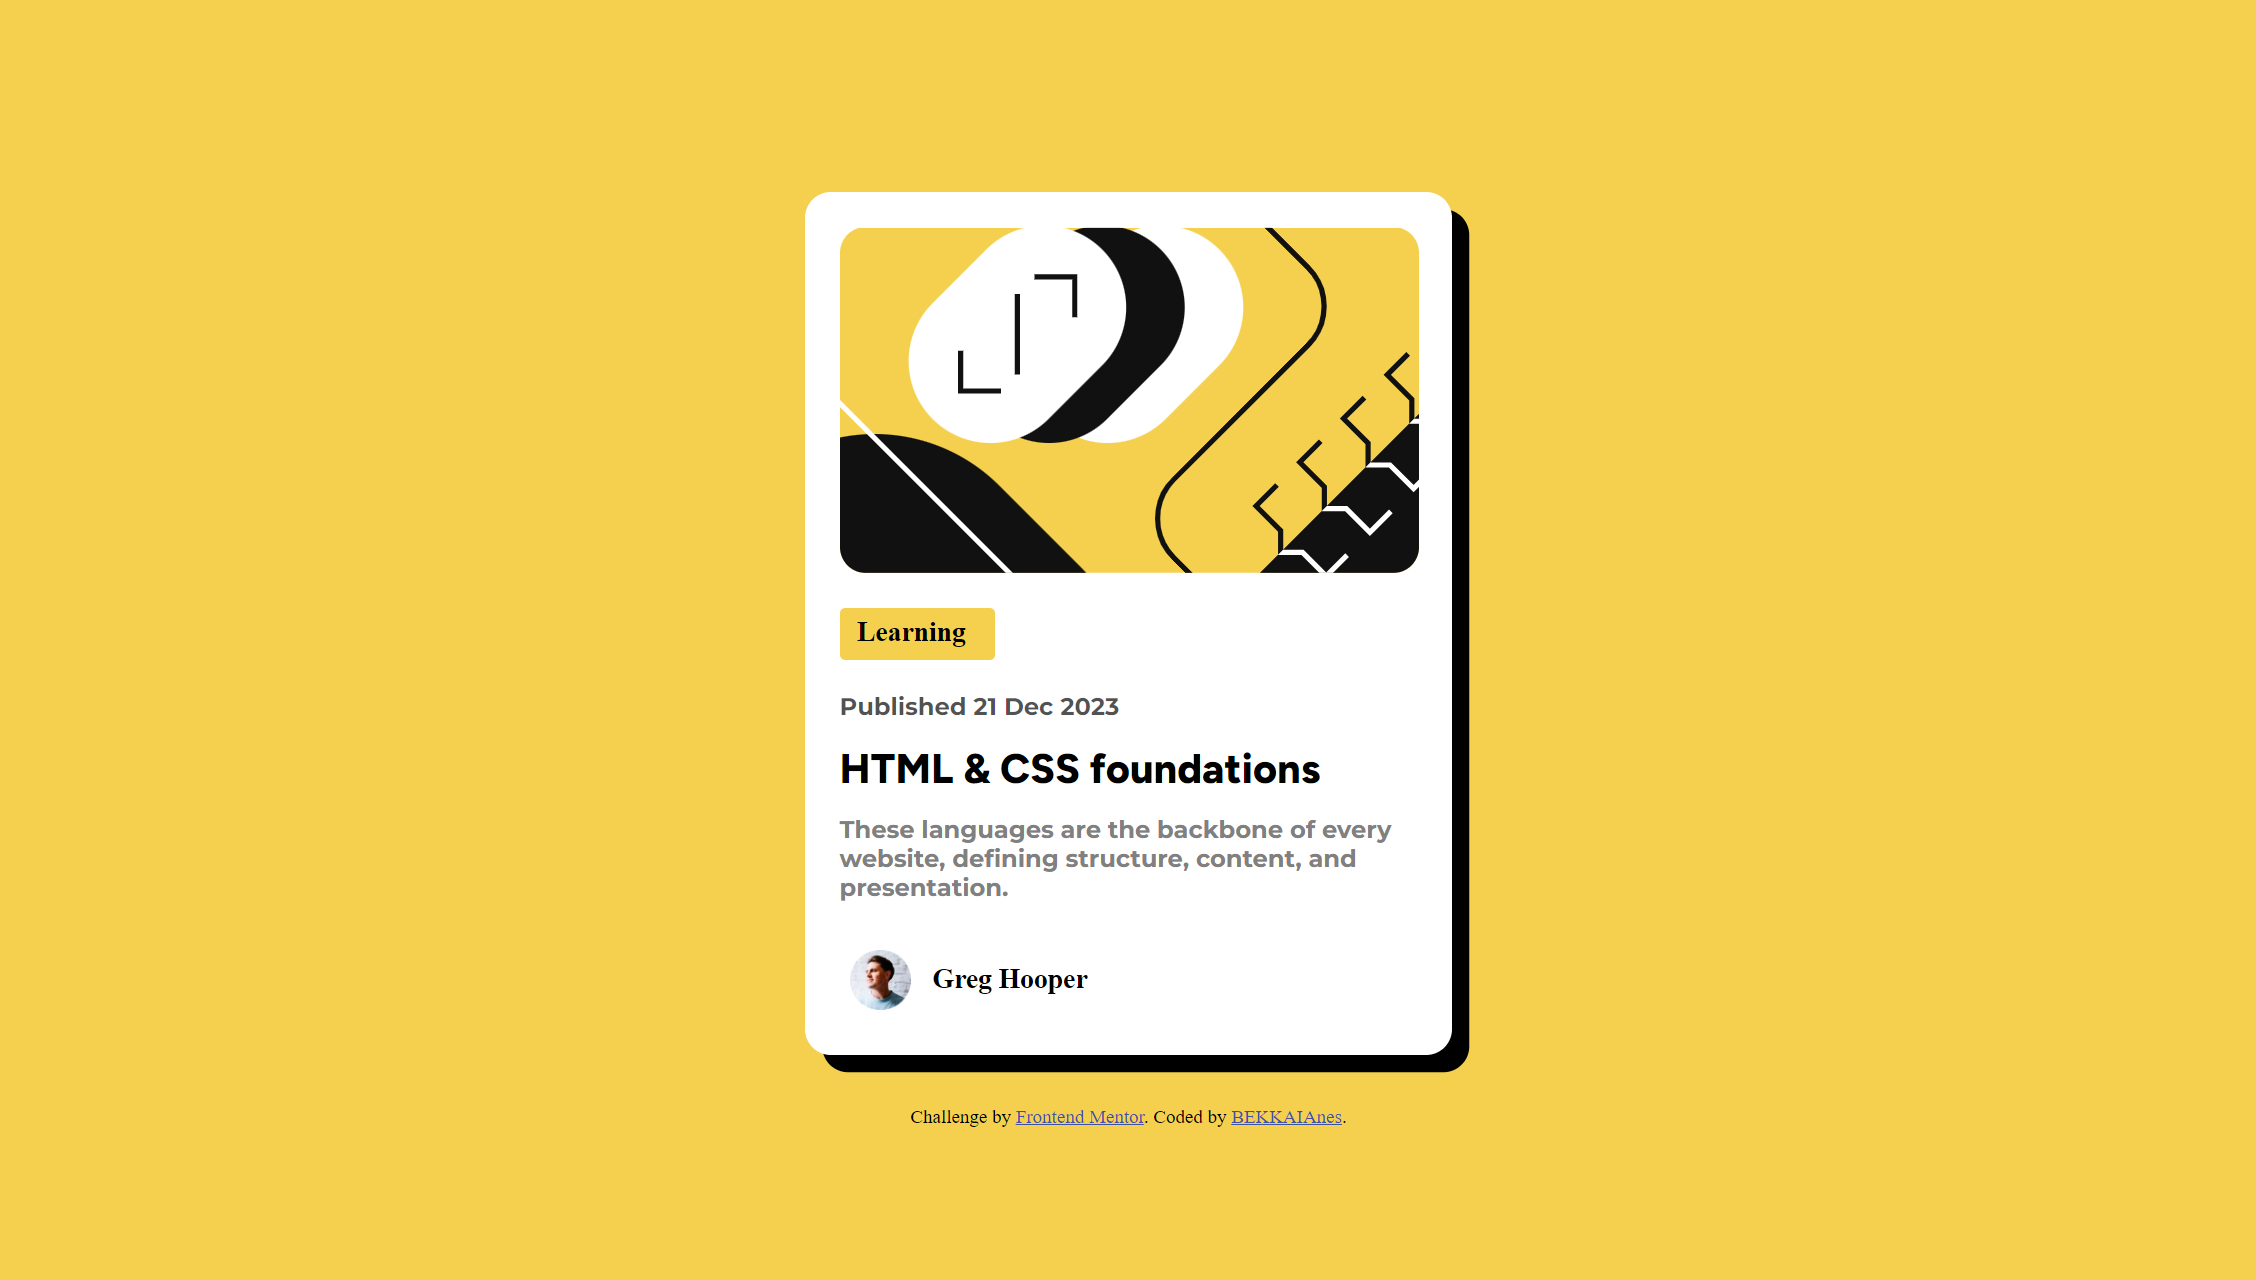 Learning
Published 21 Dec 2023
HTML & CSS foundations
These languages are the backbone of every
website, defining structure, content, and
presentation.
Greg Hooper
Challenge by Frontend Mentor. Coded by BEKKAIAnes.